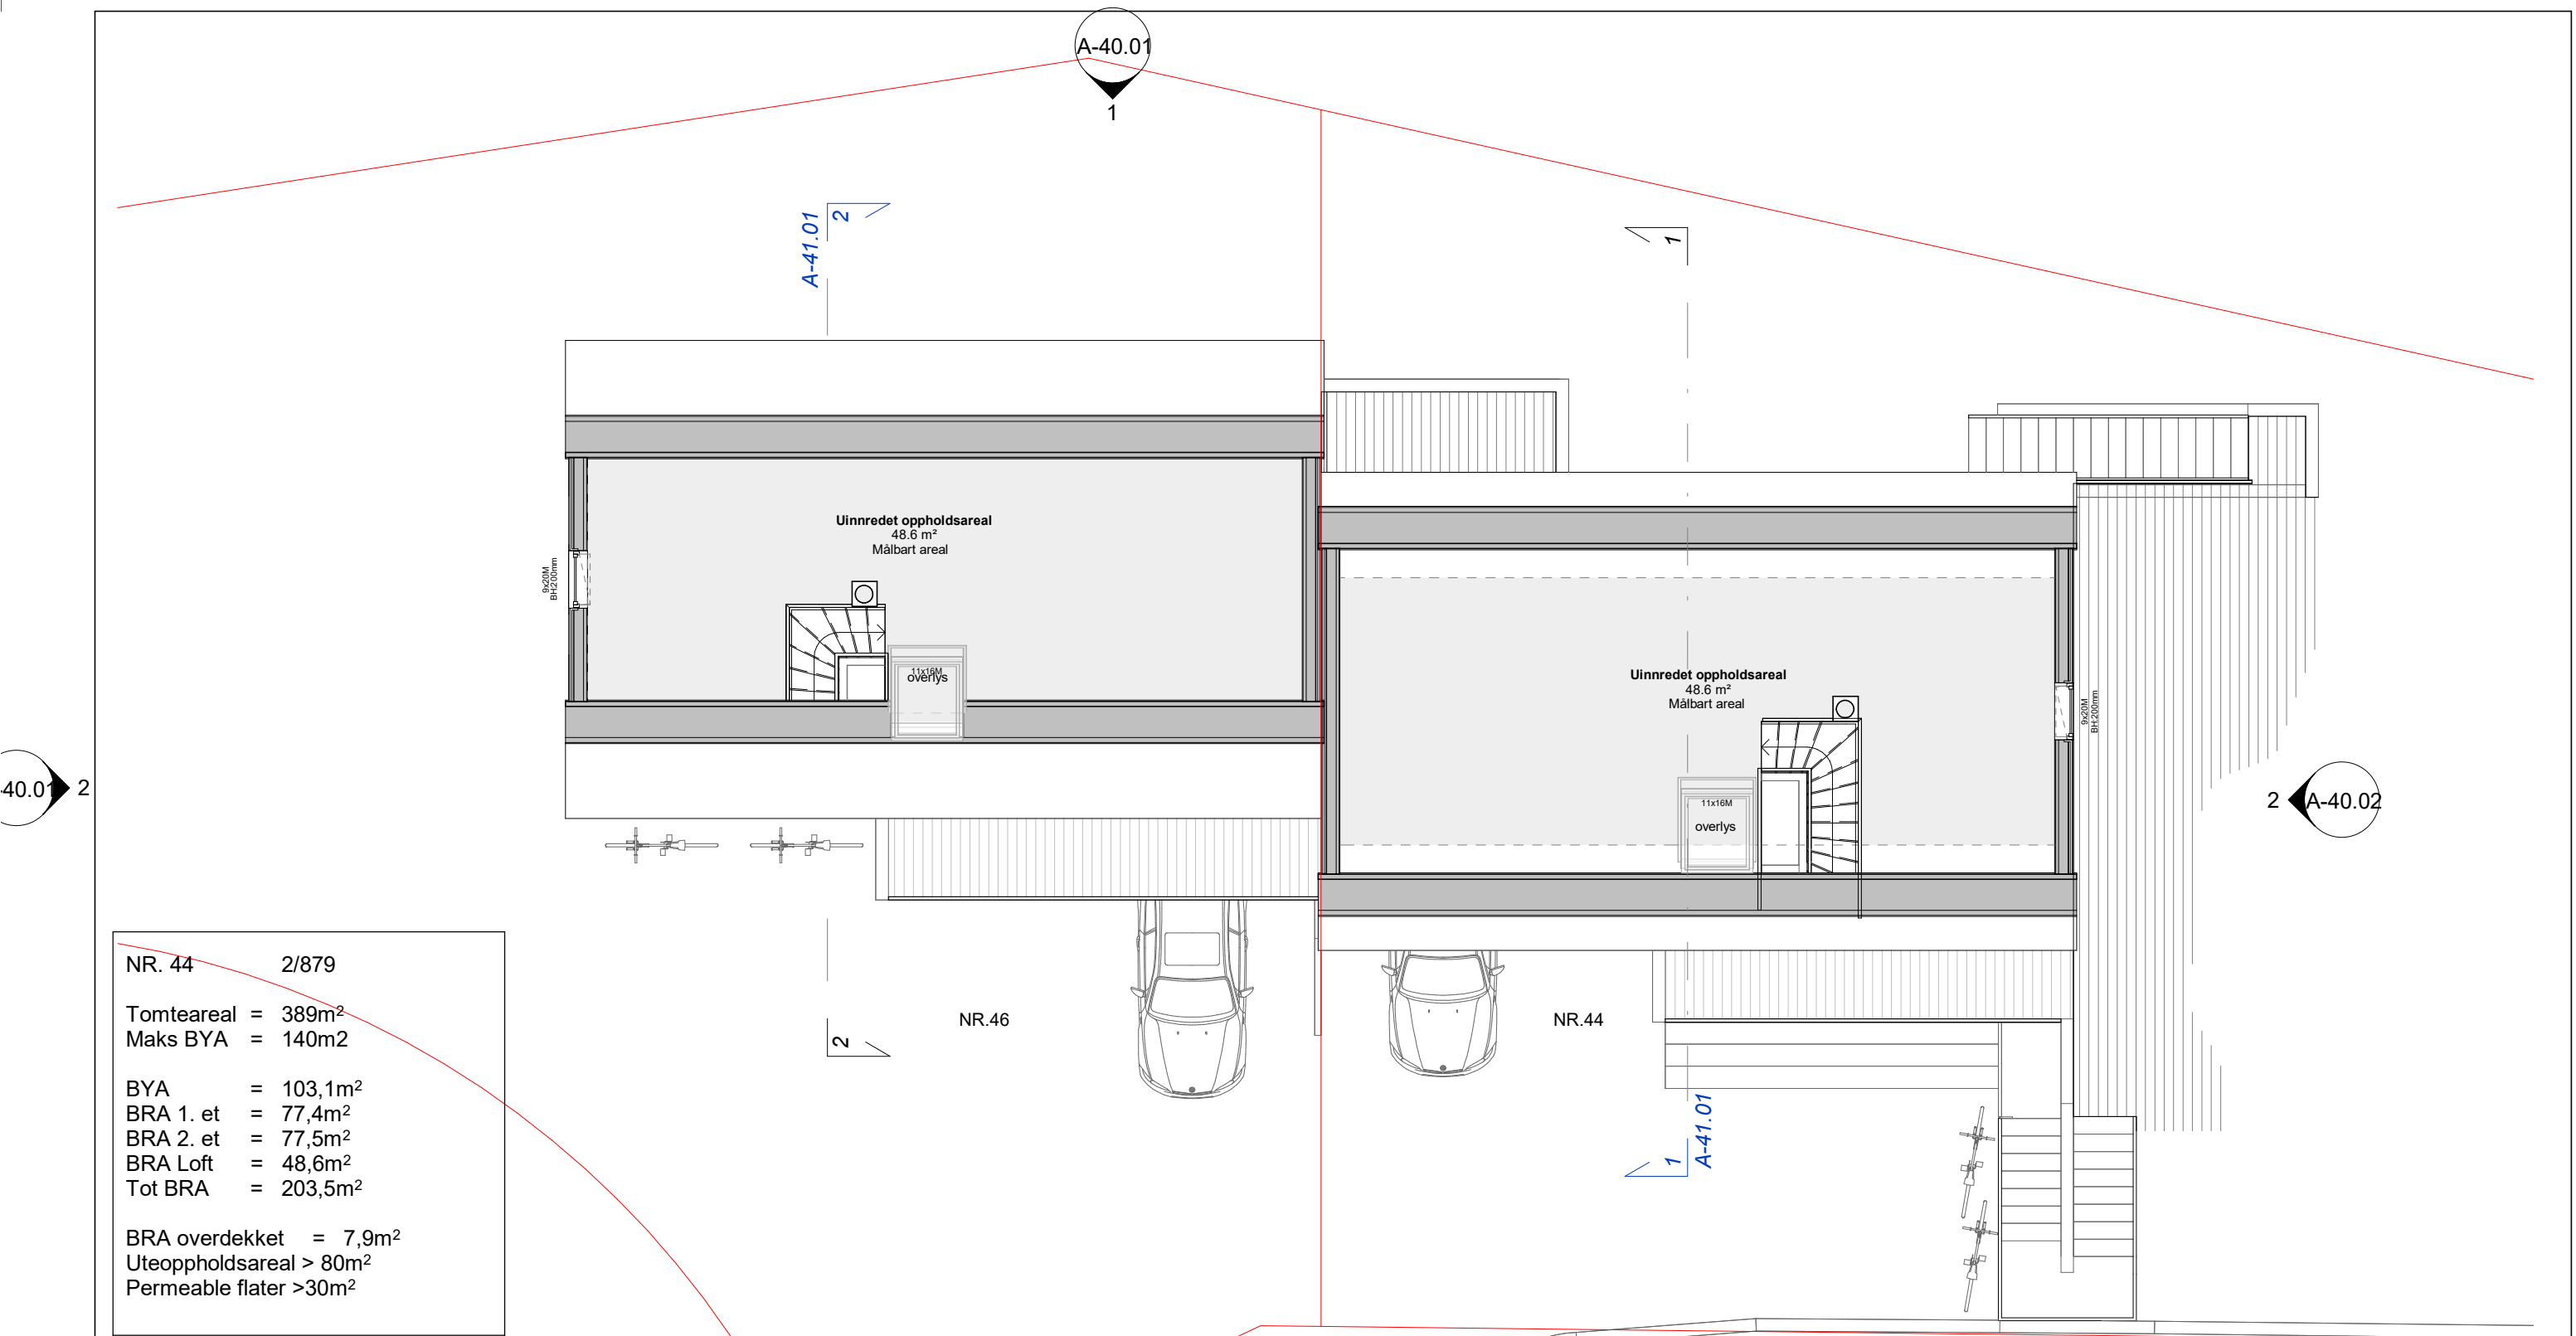 A-40.01
1
A-41.01
2
1
Uinnredet oppholdsareal
48.6 m²
Målbart areal
9x20M
BH:200mm
11x16M
overlys
Uinnredet oppholdsareal
48.6 m²
Målbart areal
9x20M
BH:200mm
11x16M
overlys
-40.01
2
2
A-40.02
NR.46
NR.44
2
1
A-41.01
NR. 44 2/879
Tomteareal = 389m²
Maks BYA = 140m2
BYA = 103,1m²
BRA 1. et = 77,4m²
BRA 2. et = 77,5m²
BRA Loft = 48,6m²
Tot BRA = 203,5m²
BRA overdekket = 7,9m²
Uteoppholdsareal > 80m²
Permeable flater >30m²